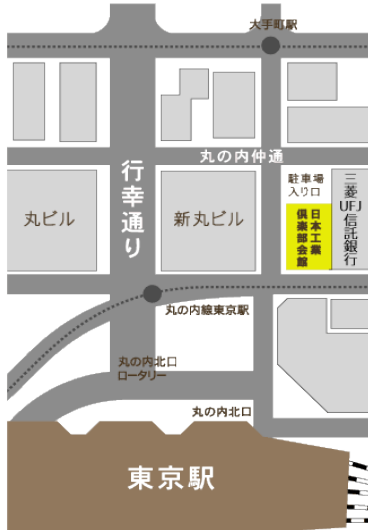 大手町駅
丸の内仲通
行幸通り
駐車場
入り口
丸ビル
新丸ビル
日本工業
倶楽部会館
三菱UFJ信託銀行
丸の内線東京駅
丸の内北口
ロータリー
丸の内北口
東京駅